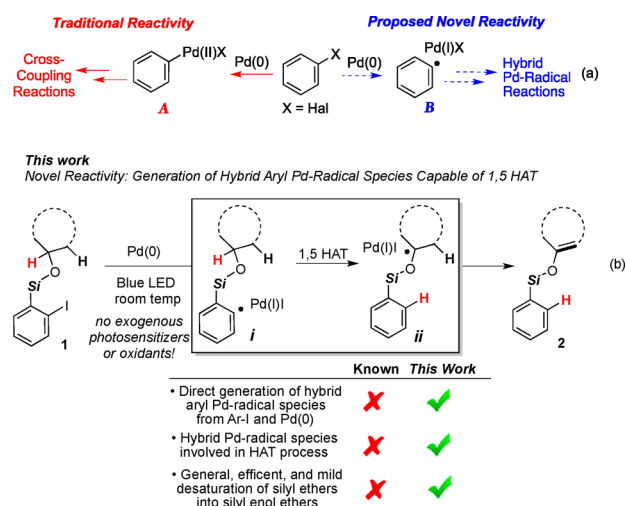 Traditional Reactivity
Proposed Novel Reactivity
Cross-
Coupling
Reactions
Pd(II)X
A
Pd(0)
X
X = Hal
Pd(0)
Pd(I)X
B
Hybrid
Pd-Radical
Reactions
(a)
This work
Novel Reactivity: Generation of Hybrid Aryl Pd-Radical Species Capable of 1,5 HAT
H
H
O
Si
I
1
Pd(0)
Blue LED
room temp
no exogenous
photosensitizers
or oxidants!
H
H
O
Si
Pd(I)I
i
1,5 HAT
Pd(I)I
H
O
Si
H
ii
O
Si
H
2
(b)
Known This Work
• Direct generation of hybrid
aryl Pd-radical species
from Ar-I and Pd(0)
• Hybrid Pd-radical species
involved in HAT process
• General, efficent, and mild
desaturation of silyl ethers
into silyl enol ethers